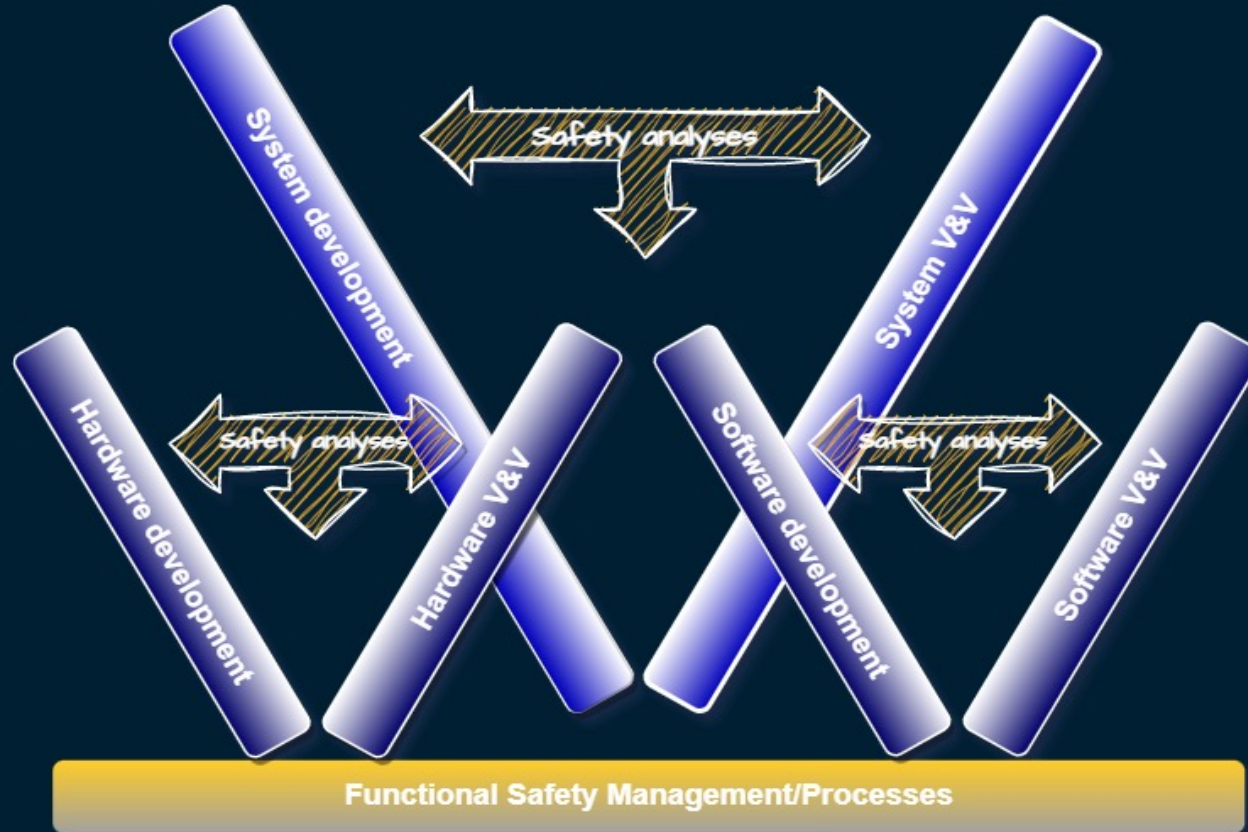 System development
Safety analyses
System V&V
Hardware development
Safety analyses
Hardware V&V
Software development
Safety analyses
Software V&V
Functional Safety Management/Processes